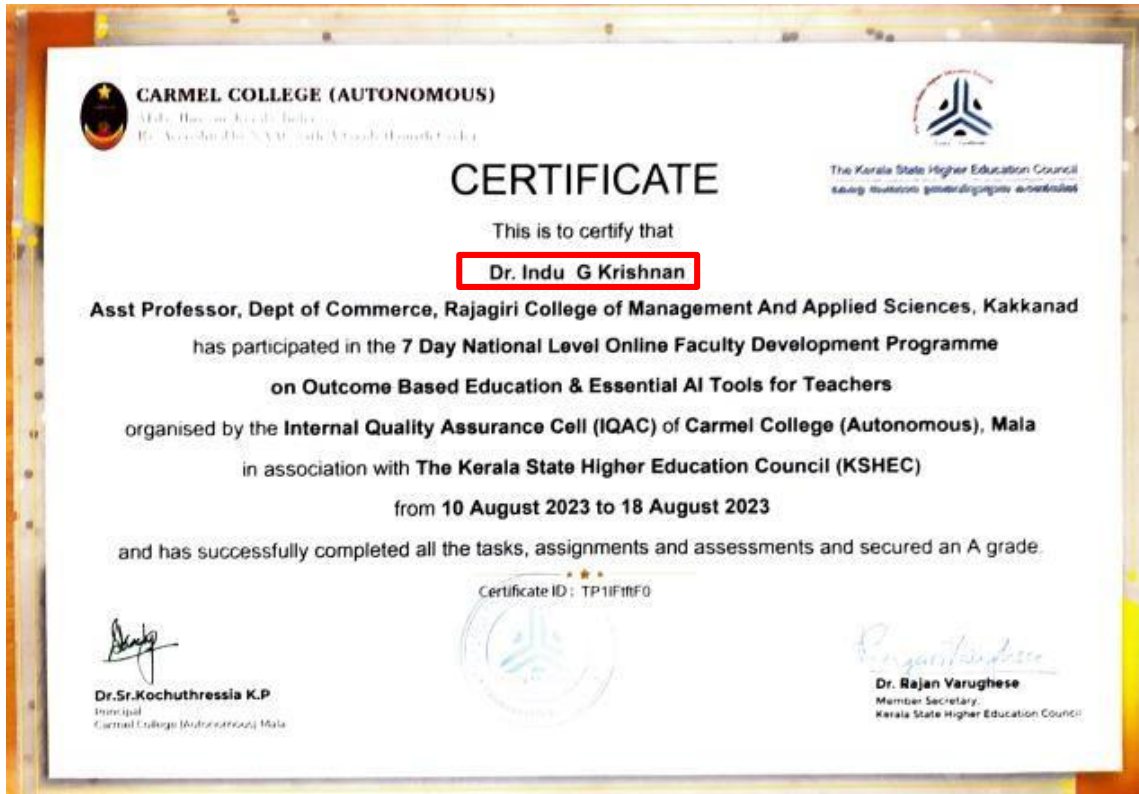 CARMEL COLLEGE (AUTONOMOUS)
The Kerala State Higher Education Council
CERTIFICATE
This is to certify that
Dr. Indu G Krishnan
Asst Professor, Dept of Commerce, Rajagiri College of Management And Applied Sciences, Kakkanad
has participated in the 7 Day National Level Online Faculty Development Programme
on Outcome Based Education & Essential AI Tools for Teachers
organised by the Internal Quality Assurance Cell (IQAC) of Carmel College (Autonomous), Mala
in association with The Kerala State Higher Education Council (KSHEC)
from 10 August 2023 to 18 August 2023
and has successfully completed all the tasks, assignments and assessments and secured an A grade.
Certificate ID :
Dr.Sr.Kochuthressia K.P
Principal
Carmel College (Autonomous) Mala
Dr. Rajan Varughese
Member Secretary,
Kerala State Higher Education Council